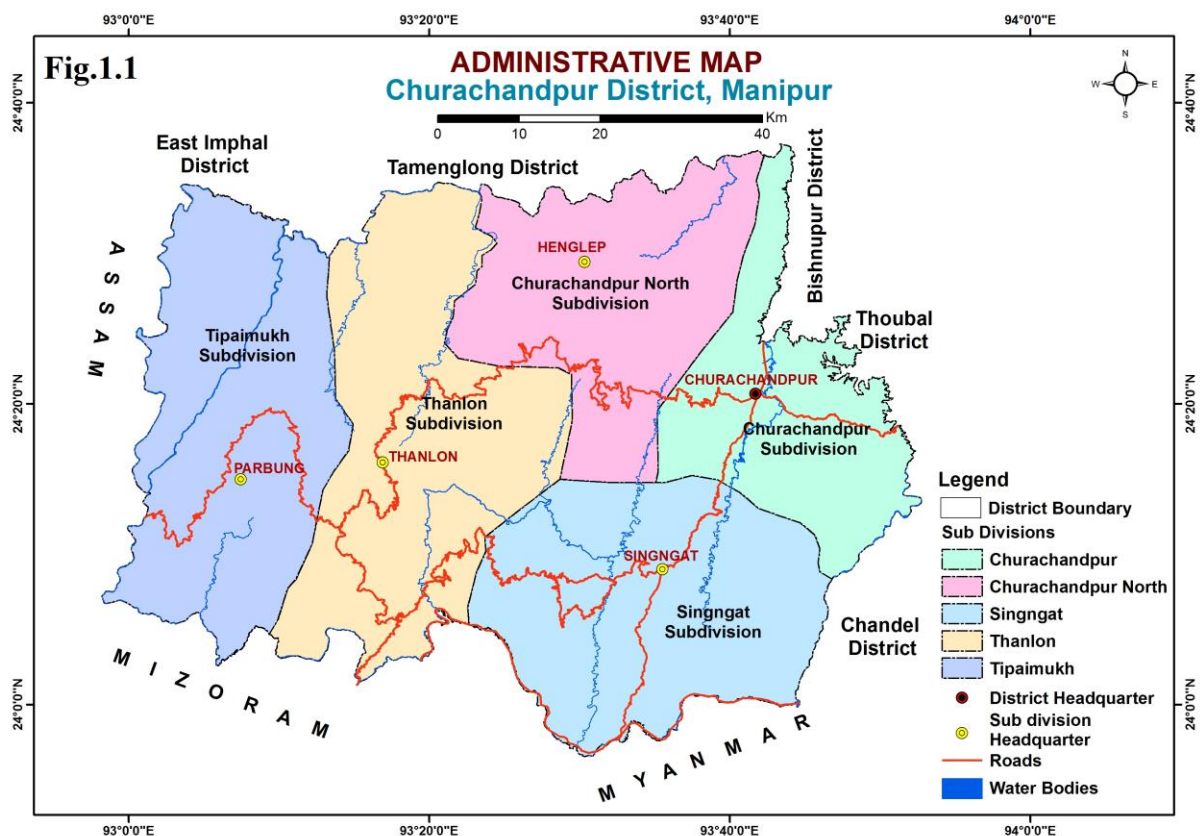 93°0'0"E
93°20'0"E
93°40'0"E
94°0'0"E
Fig.1.1
ADMINISTRATIVE MAP
Churachandpur District, Manipur
Km
0 10 20 40
N
W E
S
24°40'0"N
24°40'0"N
East Imphal
District
Tamenglong District
Bishnupur District
ASSAM
HENGLEP
Churachandpur North
Subdivision
Tipaimukh
Subdivision
Thoubal
District
24°20'0"N
24°20'0"N
CHURACHANDPUR
Thanlon
Subdivision
Churachandpur
Subdivision
PARBUNG
THANLON
SINGNGAT
Singngat
Subdivision
Chandel
District
MIZORAM
MYANMAR
24°0'0"N
24°0'0"N
Legend
District Boundary
Sub Divisions
Churachandpur
Churachandpur North
Singngat
Thanlon
Tipaimukh
District Headquarter
Sub division
Headquarter
Roads
Water Bodies
93°0'0"E
93°20'0"E
93°40'0"E
94°0'0"E